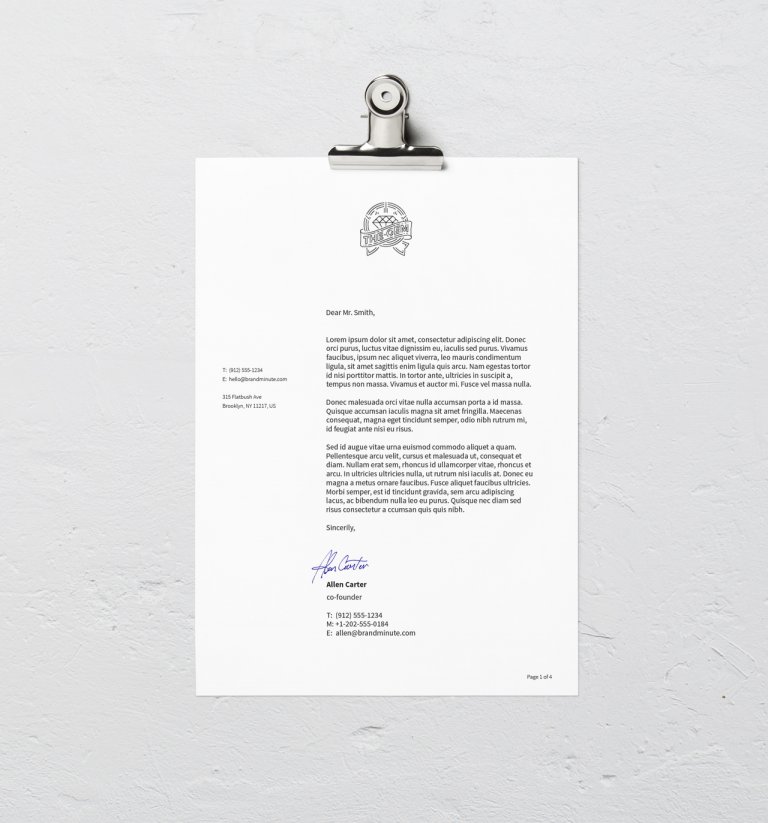 THE GEM
Dear Mr. Smith,
Lorem ipsum dolor sit amet, consectetur adipiscing elit. Donec
orci purus, luctus vitae dignissim eu, iaculis sed purus. Vivamus
faucibus, ipsum nec aliquet viverra, leo mauris condimentum
ligula, sit amet sagittis enim ligula quis arcu. Nam egestas tortor
id nisi porttitor mattis. In tortor ante, ultricies in suscipit a,
tempus non massa. Vivamus et auctor mi. Fusce vel massa nulla.
Donec malesuada orci vitae nulla accumsan porta a id massa.
Quisque accumsan iaculis magna sit amet fringilla. Maecenas
consequat, magna eget tincidunt semper, odio nibh rutrum mi,
id feugiat ante nisi eu risus.
Sed id augue vitae urna euismod commodo aliquet a quam.
Pellentesque arcu velit, cursus et malesuada ut, consequat et
diam. Nullam erat sem, rhoncus id ullamcorper vitae, rhoncus et
arcu. In ultricies ultricies nulla, ut rutrum nisi iaculis at. Donec eu
magna a metus ornare faucibus. Fusce aliquet faucibus ultricies.
Morbi semper, est id tincidunt gravida, sem arcu adipiscing
lacus, ac bibendum nulla leo eu purus. Quisque nec diam sed
risus consectetur a ccumsan quis quis nibh.
Sincerily,
T: (912) 555-1234
E: hello@brandminute.com
315 Flatbush Ave
Brooklyn, NY 11217, US
Alen Carter
Allen Carter
co-founder
T: (912) 555-1234
M: +1-202-555-0184
E: allen@brandminute.com
Page 1 of 4